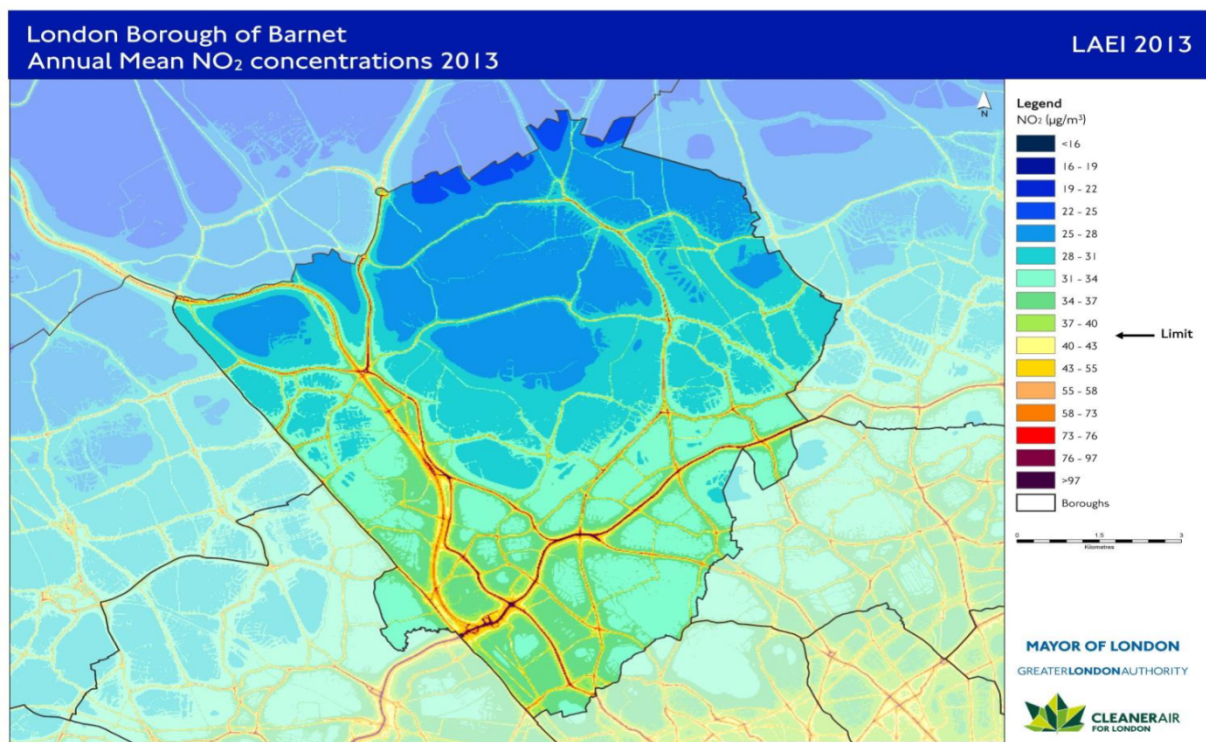 London Borough of Barnet
Annual Mean NO₂ concentrations 2013
LAEI 2013
N
Legend
NO₂ (µg/m³)
<16
16 - 19
19 - 22
22 - 25
25 - 28
28 - 31
31 - 34
34 - 37
37 - 40
40 - 43
43 - 55
55 - 58
58 - 73
73 - 76
76 - 97
>97
Boroughs
Limit
0 1.5 3
Kilometres
MAYOR OF LONDON
GREATERLONDONAUTHORITY
CLEANERAIR
FOR LONDON